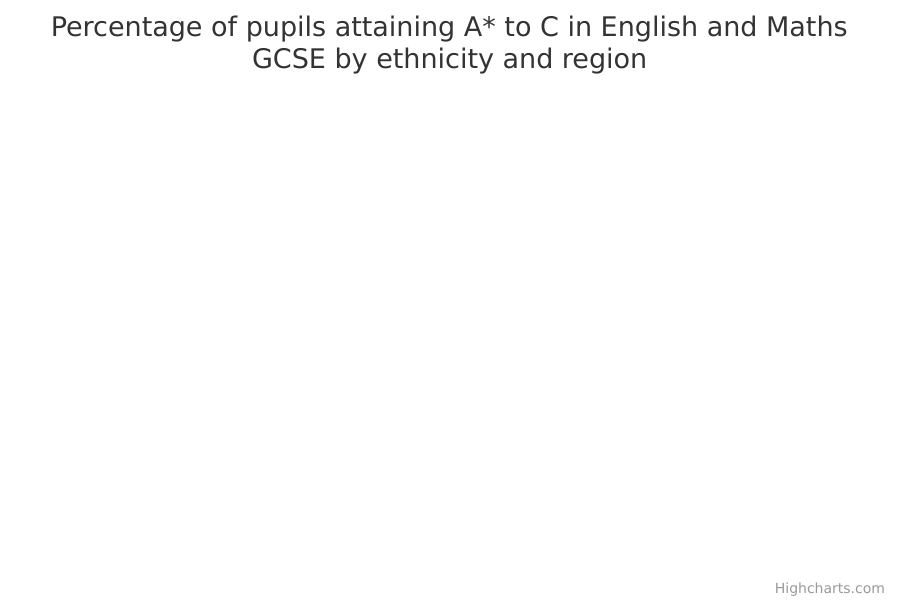 Percentage of pupils attaining A* to C in English and Maths
GCSE by ethnicity and region
Highcharts.com